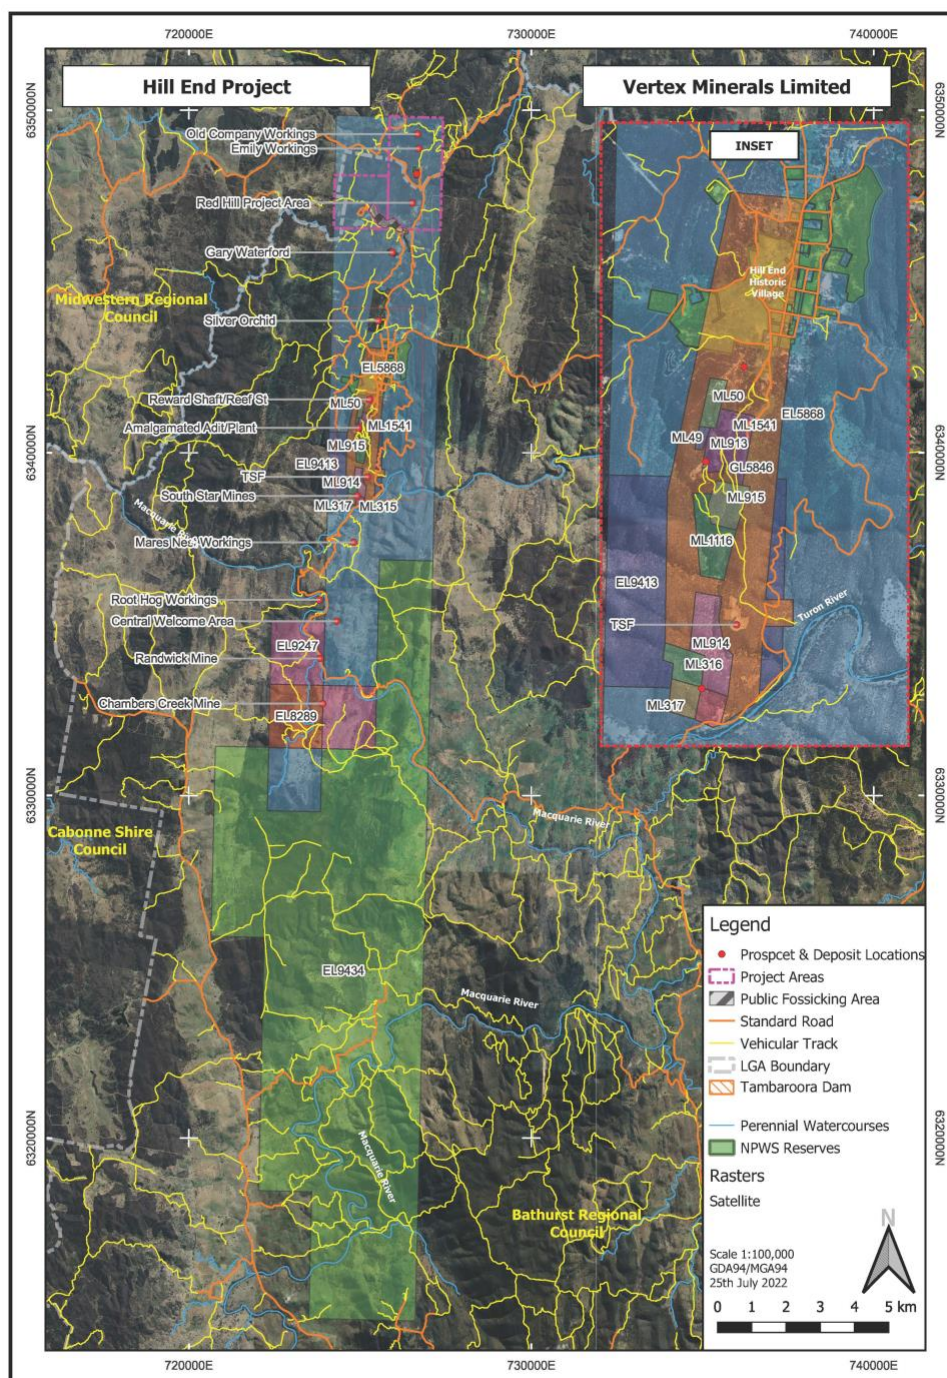 720000E
730000E
740000E
Hill End Project
Vertex Minerals Limited
6350000N
6350000N
INSET
Old Company Workings
Emily Workings
Red Hill Project Area
Gary Waterford
Midwestern Regional
Council
Silver Orchid
EL5868
ML50
Reward Shaft/Reef St
ML1541
Amalgamated Adit/Plant
ML915
EL9413
TSF
ML914
South Star Mines
ML317
ML315
Mares Nest Workings
Root Hog Workings
Central Welcome Area
EL9247
Randwick Mine
Chambers Creek Mine
EL8289
Hill End
Historic
Village
ML50
EL5868
ML1541
ML49
ML913
GL5846
ML915
ML1116
EL9413
Turon River
TSF
ML914
ML316
ML317
6340000N
6340000N
6330000N
6330000N
Macquarie River
Cabonne Shire
Council
EL9434
Macquarie River
Macquarie River
Bathurst Regional
Council
6320000N
6320000N
Legend
Prospcet & Deposit Locations
Project Areas
Public Fossicking Area
Standard Road
Vehicular Track
LGA Boundary
Tambaroora Dam
Perennial Watercourses
NPWS Reserves
Rasters
Satellite
N
Scale 1:100,000
GDA94/MGA94
25th July 2022
0 1 2 3 4 5 km
720000E
730000E
740000E